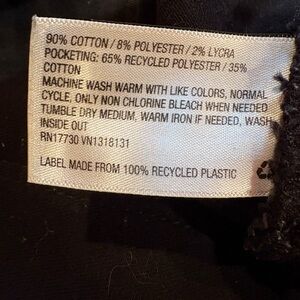 90% COTTON / 8% POLYESTER / 2% LYCRA
POCKETING: 65% RECYCLED POLYESTER / 35%
COTTON
MACHINE WASH WARM WITH LIKE COLORS, NORMAL
CYCLE, ONLY NON CHLORINE BLEACH WHEN NEEDED
TUMBLE DRY MEDIUM, WARM IRON IF NEEDED, WASH
INSIDE OUT
RN17730 VN1318131
LABEL MADE FROM 100% RECYCLED PLASTIC